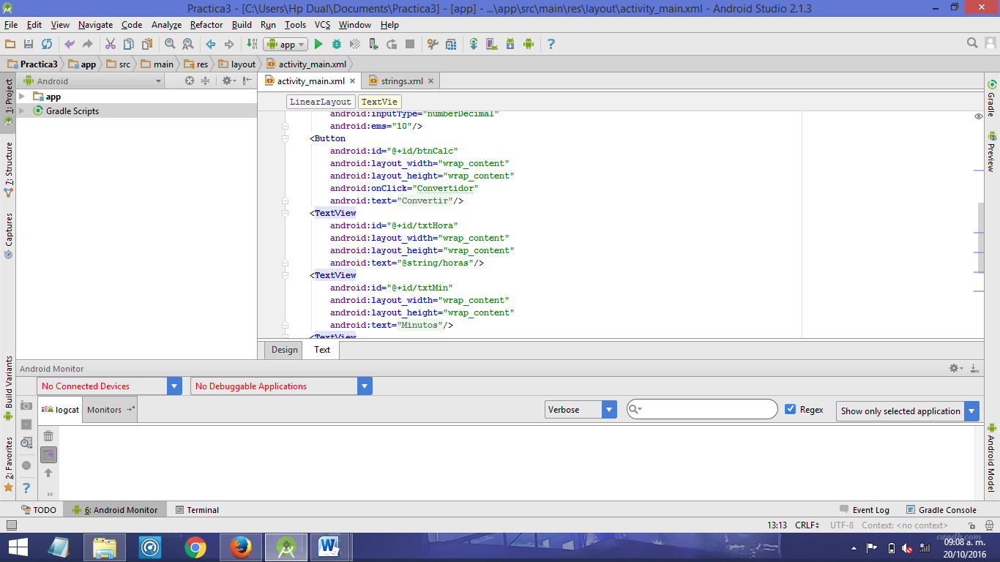 Practica3 - [C:\Users\Hp Dual\Documents\Practica3] - [app] - ...\app\src\main\res\layout\activity_main.xml - Android Studio 2.1.3
File Edit View Navigate Code Analyze Refactor Build Run Tools VCS Window Help
app
Practica3 app src main res layout activity_main.xml
Android
activity_main.xml
strings.xml
app
Gradle Scripts
LinearLayout TextVie
android:inputType="numberDecimal"
android:ems="10"/>
<Button
android:id="@+id/btnCalc"
android:layout_width="wrap_content"
android:layout_height="wrap_content"
android:onClick="Convertidor"
android:text="Convertir"/>
<TextView
android:id="@+id/txtHora"
android:layout_width="wrap_content"
android:layout_height="wrap_content"
android:text="@string/horas"/>
<TextView
android:id="@+id/txtMin"
android:layout_width="wrap_content"
android:layout_height="wrap_content"
android:text="Minutos"/>
<TextView
Design Text
1: Project
7: Structure
Captures
Build Variants
2: Favorites
Gradle
Preview
Android Model
Android Monitor
No Connected Devices
No Debuggable Applications
logcat
Monitors
Verbose
Regex
Show only selected application
TODO
6: Android Monitor
Terminal
Event Log
Gradle Console
13:13 CRLF UTF-8 Context: <no context>
candh.com
09:08 a. m.
20/10/2016